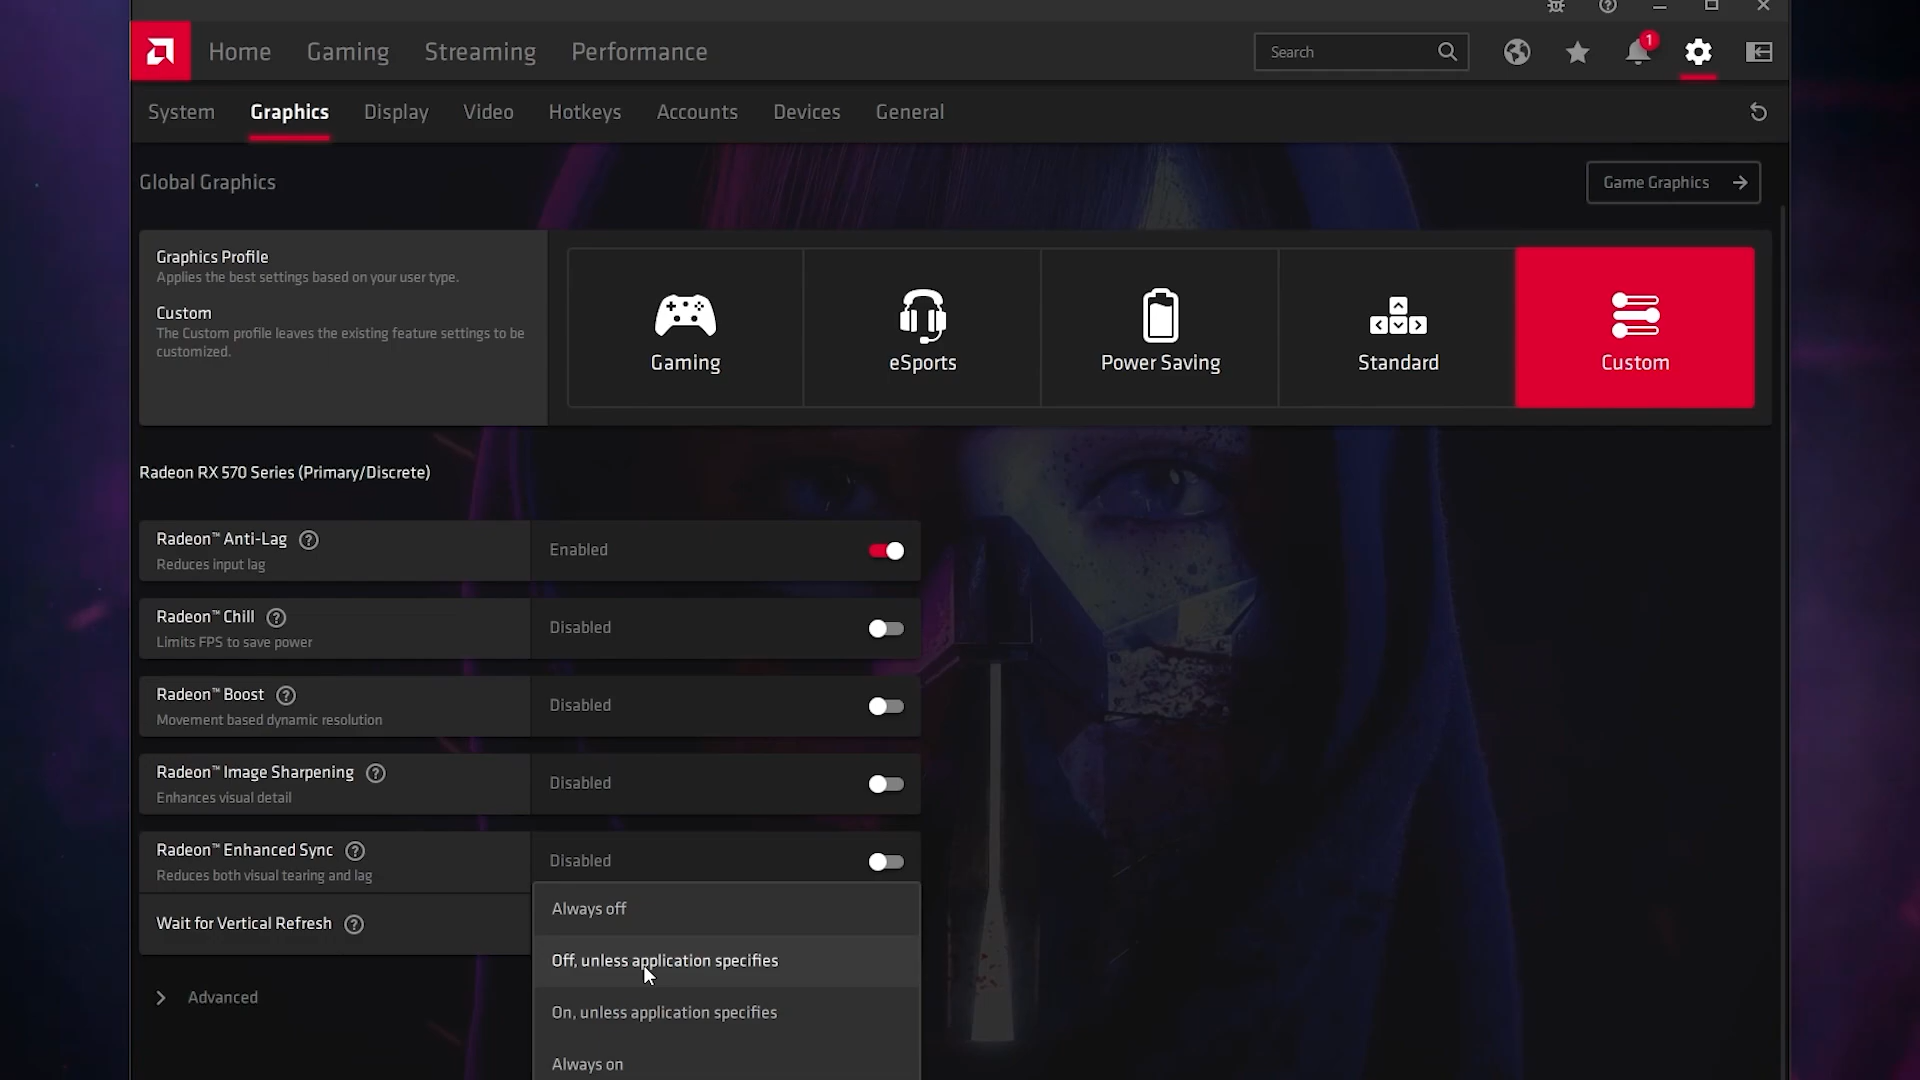 Home Gaming Streaming Performance Search 1
System Graphics Display Video Hotkeys Accounts Devices General
Global Graphics
Game Graphics
Graphics Profile
Applies the best settings based on your user type.
Custom
The Custom profile leaves the existing feature settings to be
customized.
Gaming eSports Power Saving Standard Custom
Radeon RX 570 Series (Primary/Discrete)
Radeon™ Anti-Lag ?
Reduces input lag
Enabled
Radeon™ Chill ?
Limits FPS to save power
Disabled
Radeon™ Boost ?
Movement based dynamic resolution
Disabled
Radeon™ Image Sharpening ?
Enhances visual detail
Disabled
Radeon™ Enhanced Sync ?
Reduces both visual tearing and lag
Disabled
Wait for Vertical Refresh ?
Always off
Off, unless application specifies
On, unless application specifies
Always on
Advanced